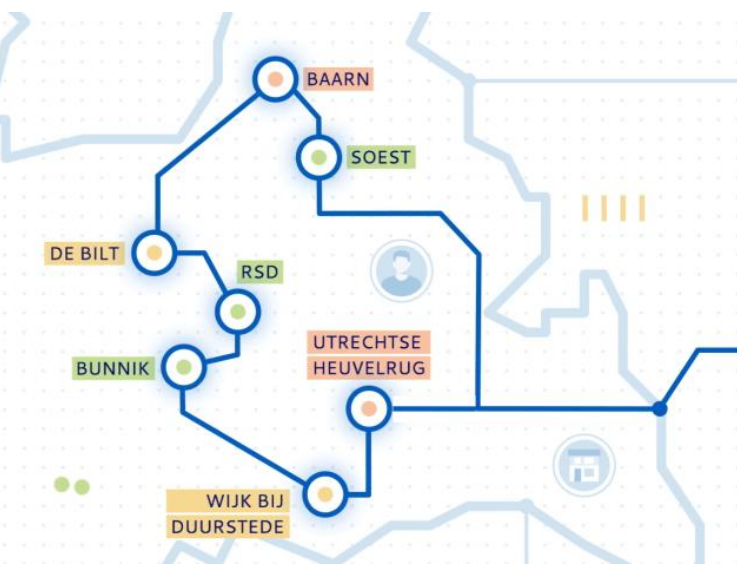 BAARN
SOEST
DE BILT
RSD
UTRECHTSE
HEUVELRUG
BUNNIK
WIJK BIJ
DUURSTEDE